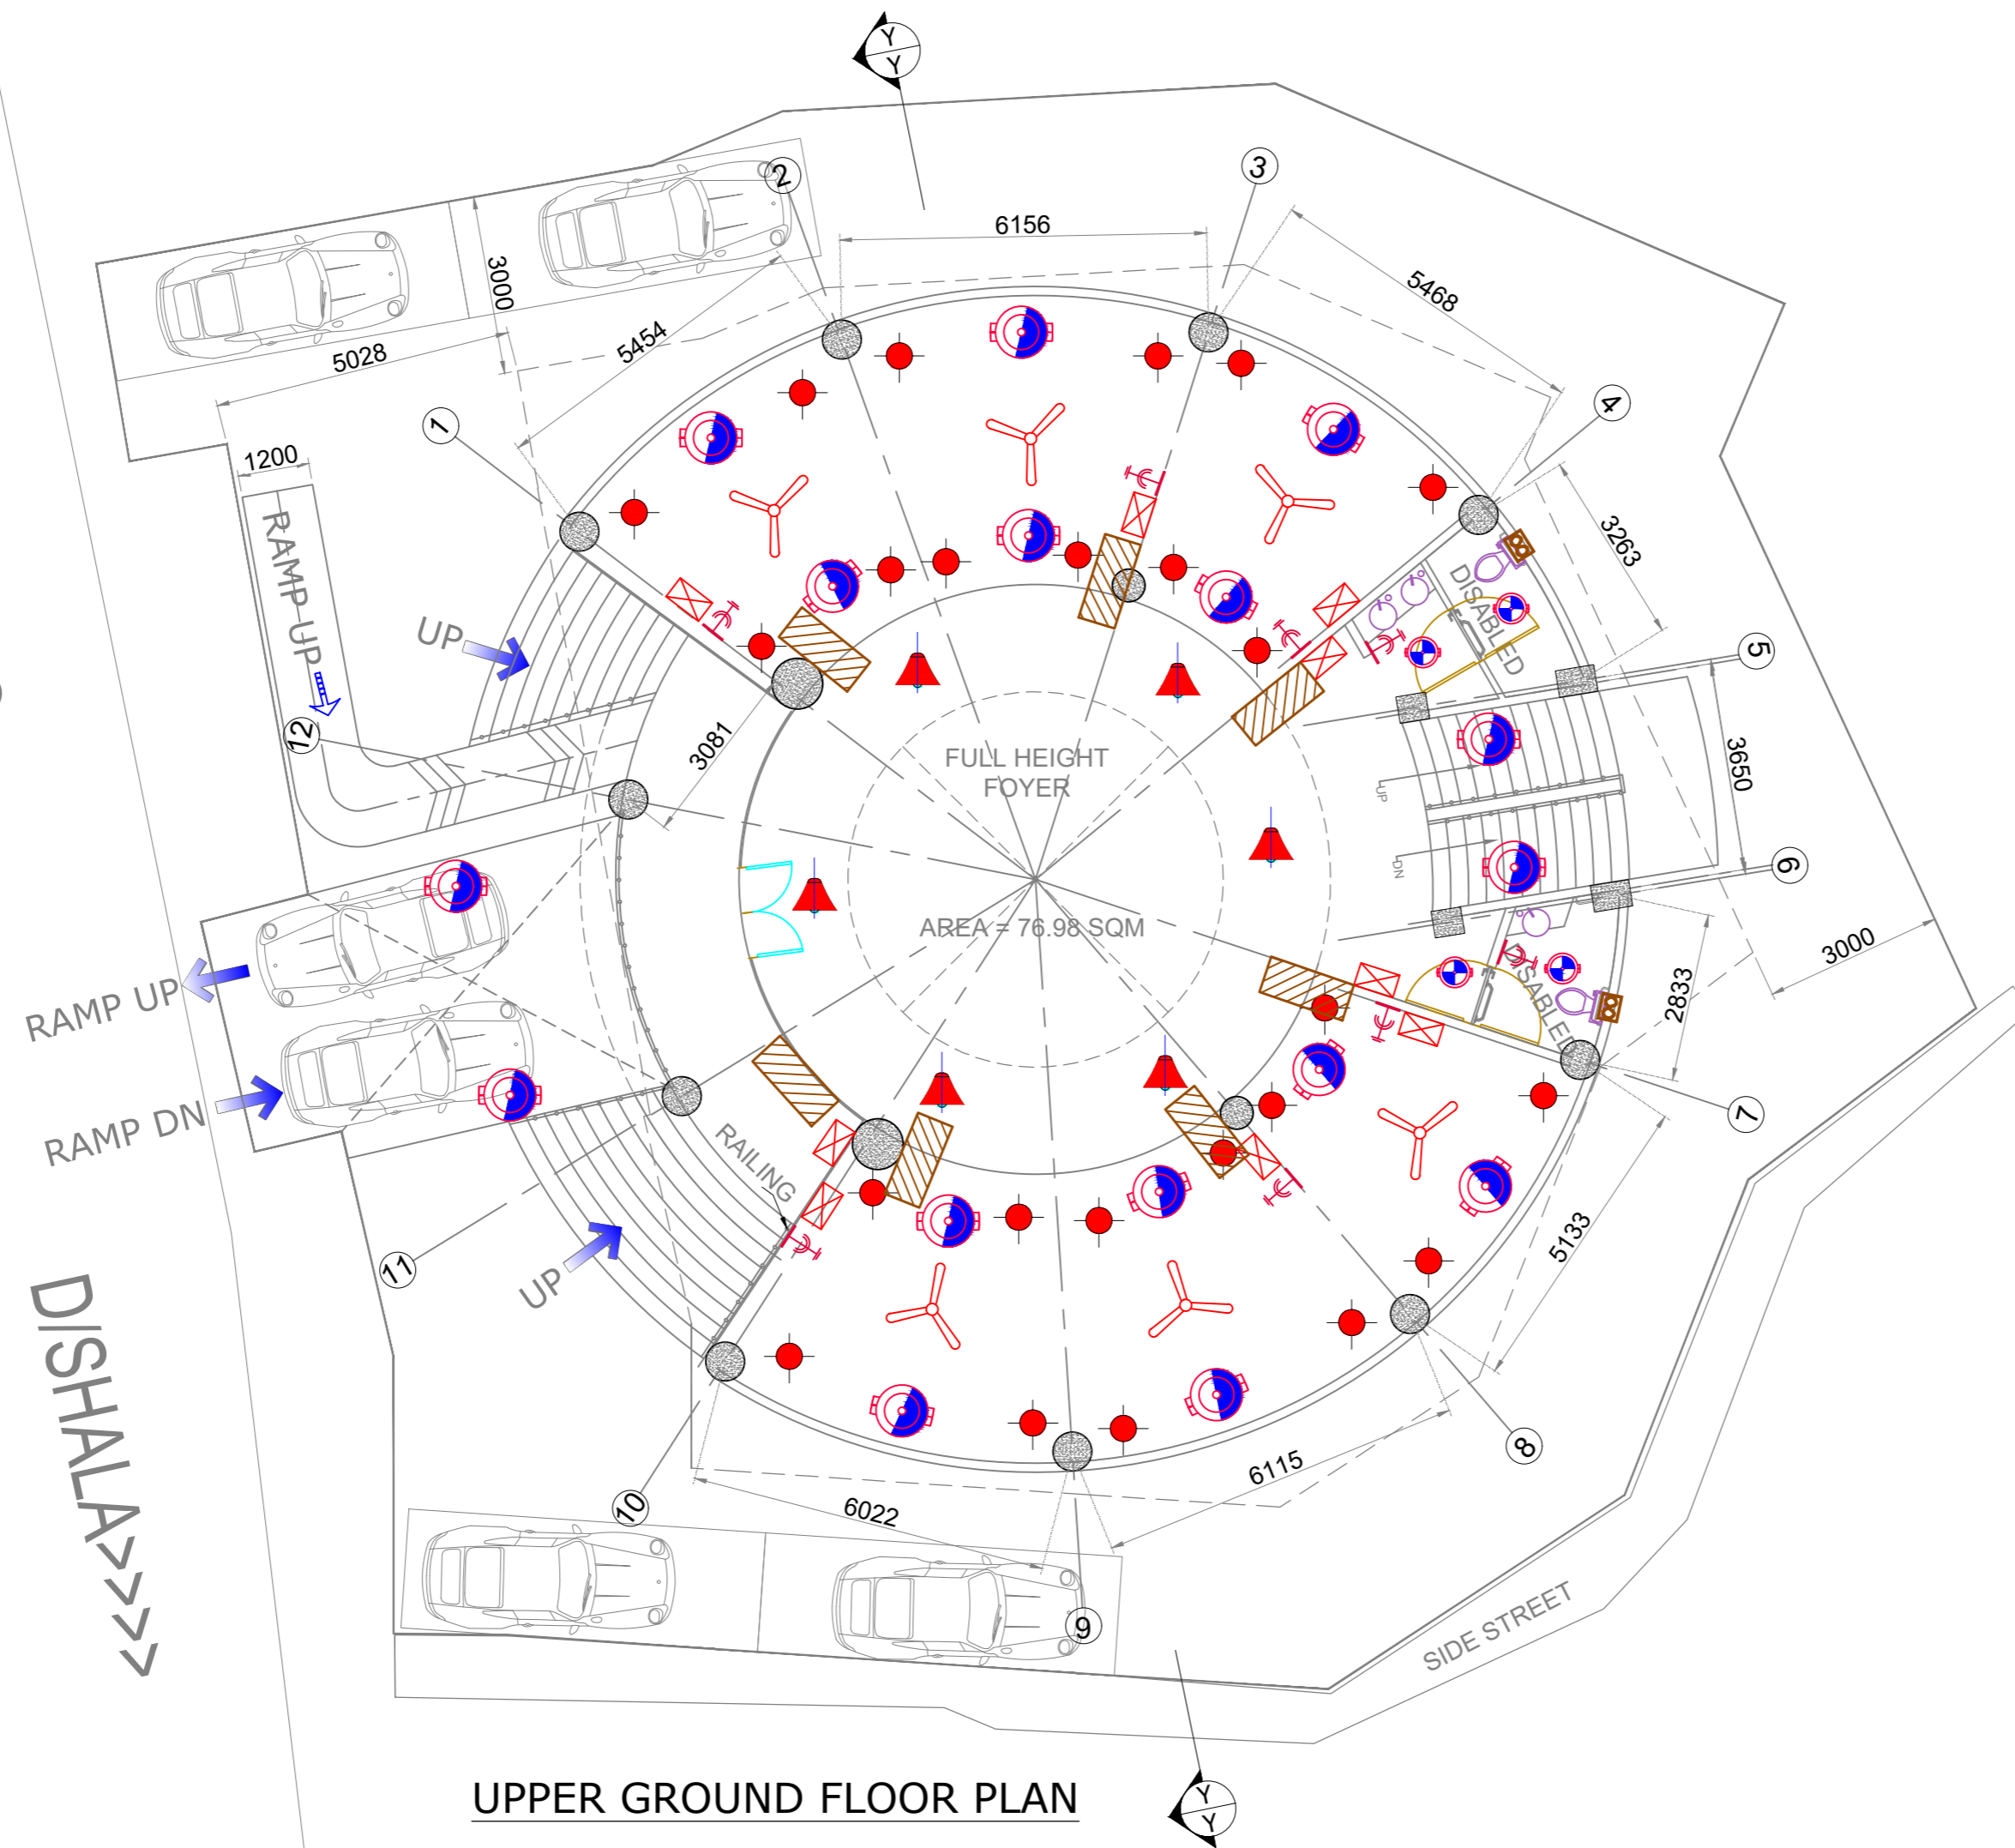 Y
Y
2
3
6156
5468
3000
5454
5028
4
1
1200
3263
RAMP UP
UP
DISABLED
5
12
3081
FULL HEIGHT
FOYER
3650
UP
6
DN
AREA = 76.98 SQM
3000
RAMP UP
DISABLED
2833
RAMP DN
7
RAILING
5133
11
UP
DISHALA>>>>
8
6115
10
6022
9
SIDE STREET
UPPER GROUND FLOOR PLAN
Y
Y